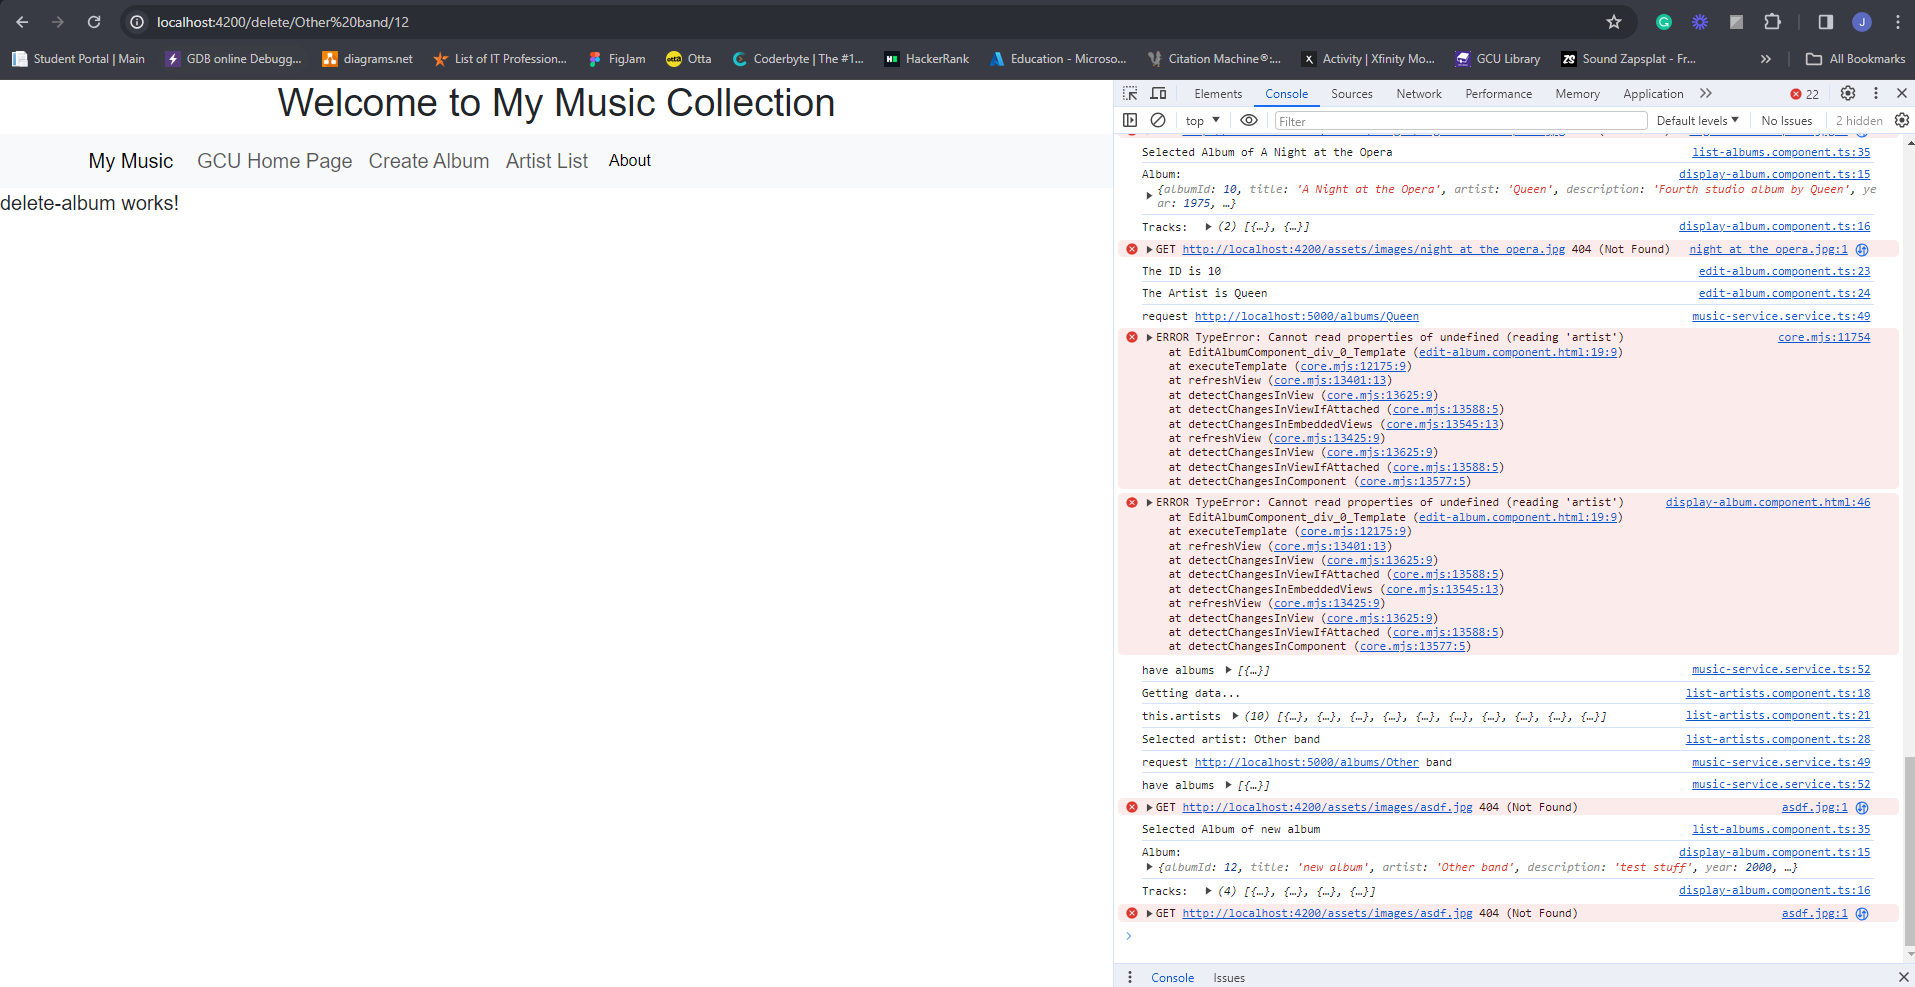 localhost:4200/delete/Other%20band/12
Student Portal | Main
GDB online Debugg...
diagrams.net
List of IT Profession...
FigJam
Otta
Coderbyte | The #1...
HackerRank
Education - Microso...
Citation Machine®:...
Activity | Xfinity Mo...
GCU Library
Sound Zapsplat - Fr...
All Bookmarks
Welcome to My Music Collection
My Music GCU Home Page Create Album Artist List About
delete-album works!
Elements Console Sources Network Performance Memory Application 22
top Filter Default levels No Issues 2 hidden
Selected Album of A Night at the Opera list-albums.component.ts:35
Album: display-album.component.ts:15
{albumId: 10, title: 'A Night at the Opera', artist: 'Queen', description: 'Fourth studio album by Queen', ye
ar: 1975, …}
Tracks: (2) [{…}, {…}] display-album.component.ts:16
GET http://localhost:4200/assets/images/night at the opera.jpg 404 (Not Found) night at the opera.jpg:1
The ID is 10 edit-album.component.ts:23
The Artist is Queen edit-album.component.ts:24
request http://localhost:5000/albums/Queen music-service.service.ts:49
ERROR TypeError: Cannot read properties of undefined (reading 'artist') core.mjs:11754
at EditAlbumComponent_div_0_Template (edit-album.component.html:19:9)
at executeTemplate (core.mjs:12175:9)
at refreshView (core.mjs:13401:13)
at detectChangesInView (core.mjs:13625:9)
at detectChangesInViewIfAttached (core.mjs:13588:5)
at detectChangesInEmbeddedViews (core.mjs:13545:13)
at refreshView (core.mjs:13425:9)
at detectChangesInView (core.mjs:13625:9)
at detectChangesInViewIfAttached (core.mjs:13588:5)
at detectChangesInComponent (core.mjs:13577:5)
ERROR TypeError: Cannot read properties of undefined (reading 'artist') display-album.component.html:46
at EditAlbumComponent_div_0_Template (edit-album.component.html:19:9)
at executeTemplate (core.mjs:12175:9)
at refreshView (core.mjs:13401:13)
at detectChangesInView (core.mjs:13625:9)
at detectChangesInViewIfAttached (core.mjs:13588:5)
at detectChangesInEmbeddedViews (core.mjs:13545:13)
at refreshView (core.mjs:13425:9)
at detectChangesInView (core.mjs:13625:9)
at detectChangesInViewIfAttached (core.mjs:13588:5)
at detectChangesInComponent (core.mjs:13577:5)
have albums [{…}] music-service.service.ts:52
Getting data... list-artists.component.ts:18
this.artists (10) [{…}, {…}, {…}, {…}, {…}, {…}, {…}, {…}, {…}, {…}] list-artists.component.ts:21
Selected artist: Other band list-artists.component.ts:28
request http://localhost:5000/albums/Other band music-service.service.ts:49
have albums [{…}] music-service.service.ts:52
GET http://localhost:4200/assets/images/asdf.jpg 404 (Not Found) asdf.jpg:1
Selected Album of new album list-albums.component.ts:35
Album: display-album.component.ts:15
{albumId: 12, title: 'new album', artist: 'Other band', description: 'test stuff', year: 2000, …}
Tracks: (4) [{…}, {…}, {…}, {…}] display-album.component.ts:16
GET http://localhost:4200/assets/images/asdf.jpg 404 (Not Found) asdf.jpg:1
Console Issues